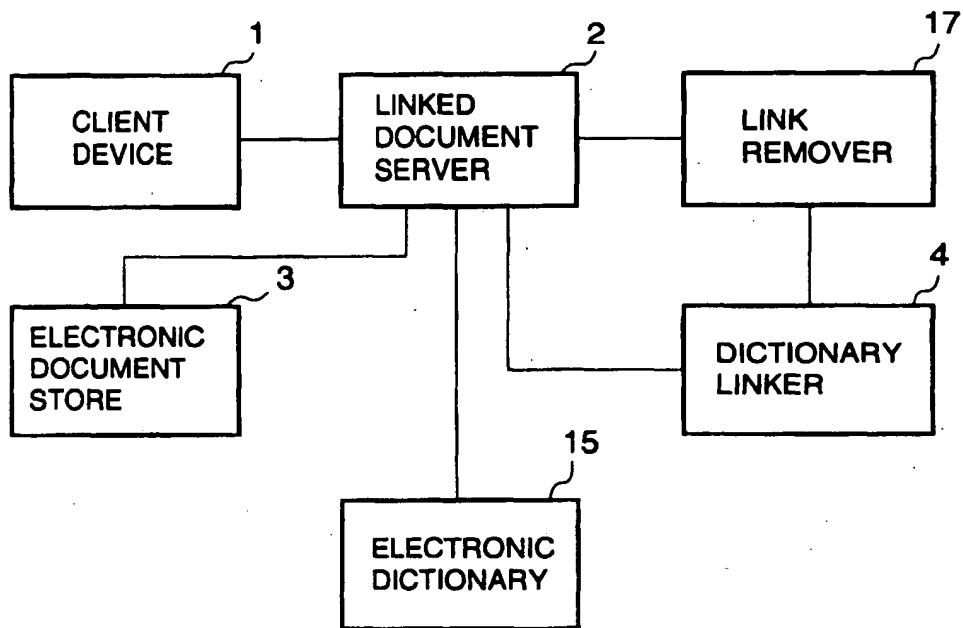 1
CLIENT
DEVICE
2
LINKED
DOCUMENT
SERVER
17
LINK
REMOVER
3
ELECTRONIC
DOCUMENT
STORE
4
DICTIONARY
LINKER
15
ELECTRONIC
DICTIONARY